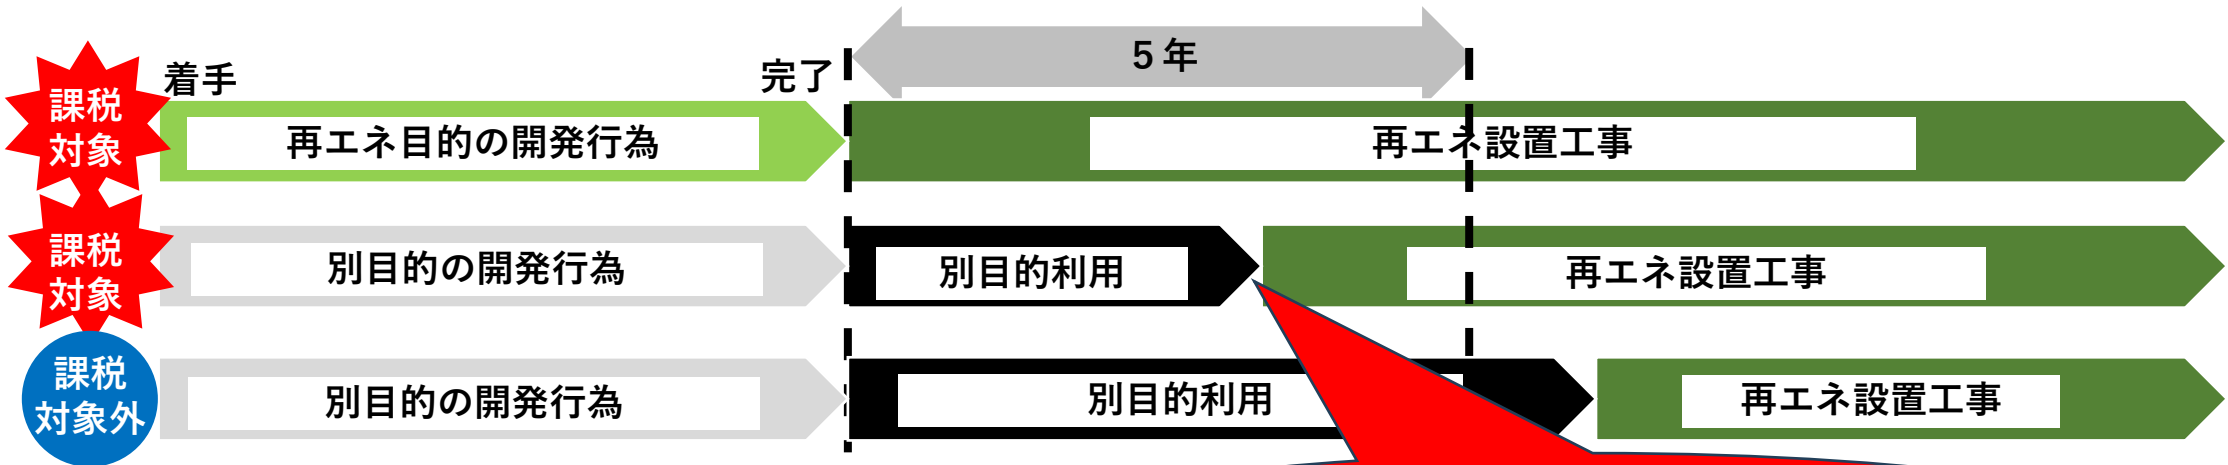 5年
着手
完了
課税
対象
再エネ目的の開発行為
再エネ設置工事
課税
対象
別目的の開発行為
別目的利用
再エネ設置工事
課税
対象外
別目的の開発行為
別目的利用
再エネ設置工事